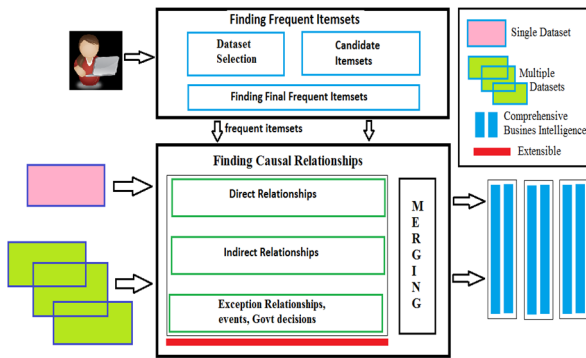 Finding Frequent Itemsets
Dataset
Selection
Candidate
Itemsets
Finding Final Frequent Itemsets
frequent itemsets
Finding Causal Relationships
Direct Relationships
Indirect Relationships
Exception Relationships,
events, Govt decisions
MERGING
Single Dataset
Multiple
Datasets
Comprehensive
Busines Intelligence
Extensible